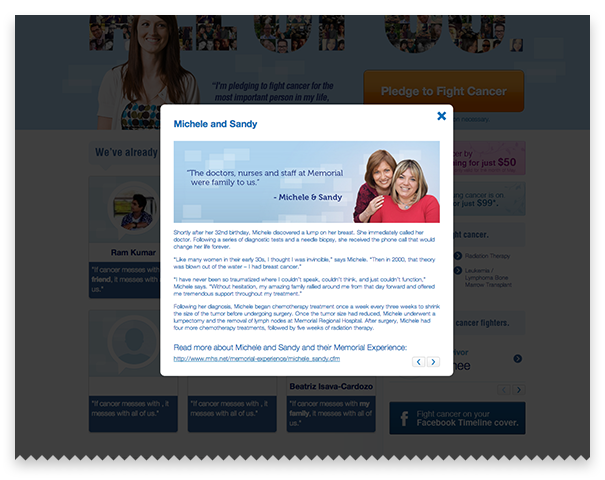 "I'm pledging to fight cancer for the
most important person in my life.
Pledge to Fight Cancer
Michele and Sandy
"The doctors, nurses and staff at Memorial
were family to us."
- Michele & Sandy
Shortly after her 32nd birthday, Michele discovered a lump on her breast. She immediately called her
doctor. Following a series of diagnostic tests and a needle biopsy, she received the phone call that would
change her life forever.
"Like many women in their early 30s, I thought I was invincible," says Michele. "Then in 2000, that theory
was blown out of the water – I had breast cancer."
"I have never been so traumatized where I couldn't speak, couldn't think, and just couldn't function,"
Michele says. "Without hesitation, my amazing family rallied around me from that day forward and offered
me tremendous support throughout my treatment."
Following her diagnosis, Michele began chemotherapy treatment once a week every three weeks to shrink
the size of the tumor before undergoing surgery. Once the tumor size had reduced, Michele underwent a
lumpectomy and the removal of lymph nodes at Memorial Regional Hospital. After surgery, Michele had
four more chemotherapy treatments, followed by five weeks of radiation therapy.
Read more about Michele and Sandy and their Memorial Experience:
http://www.mhs.net/memorial-experience/michele_sandy.cfm
We've already
Ram Kumar
"If cancer messes with
friend, it messes with
all of us."
"If cancer messes with , it
messes with all of us."
"If cancer messes with , it
messes with all of us."
Beatriz Isava-Cardozo
"If cancer messes with my
family, it messes with all of
us."
for just $50
cancer is on
just $99*.
cancer.
Radiation Therapy
Leukemia /
Lymphoma Bone
Marrow Transplant
cancer fighters.
Fight cancer on your
Facebook Timeline cover.